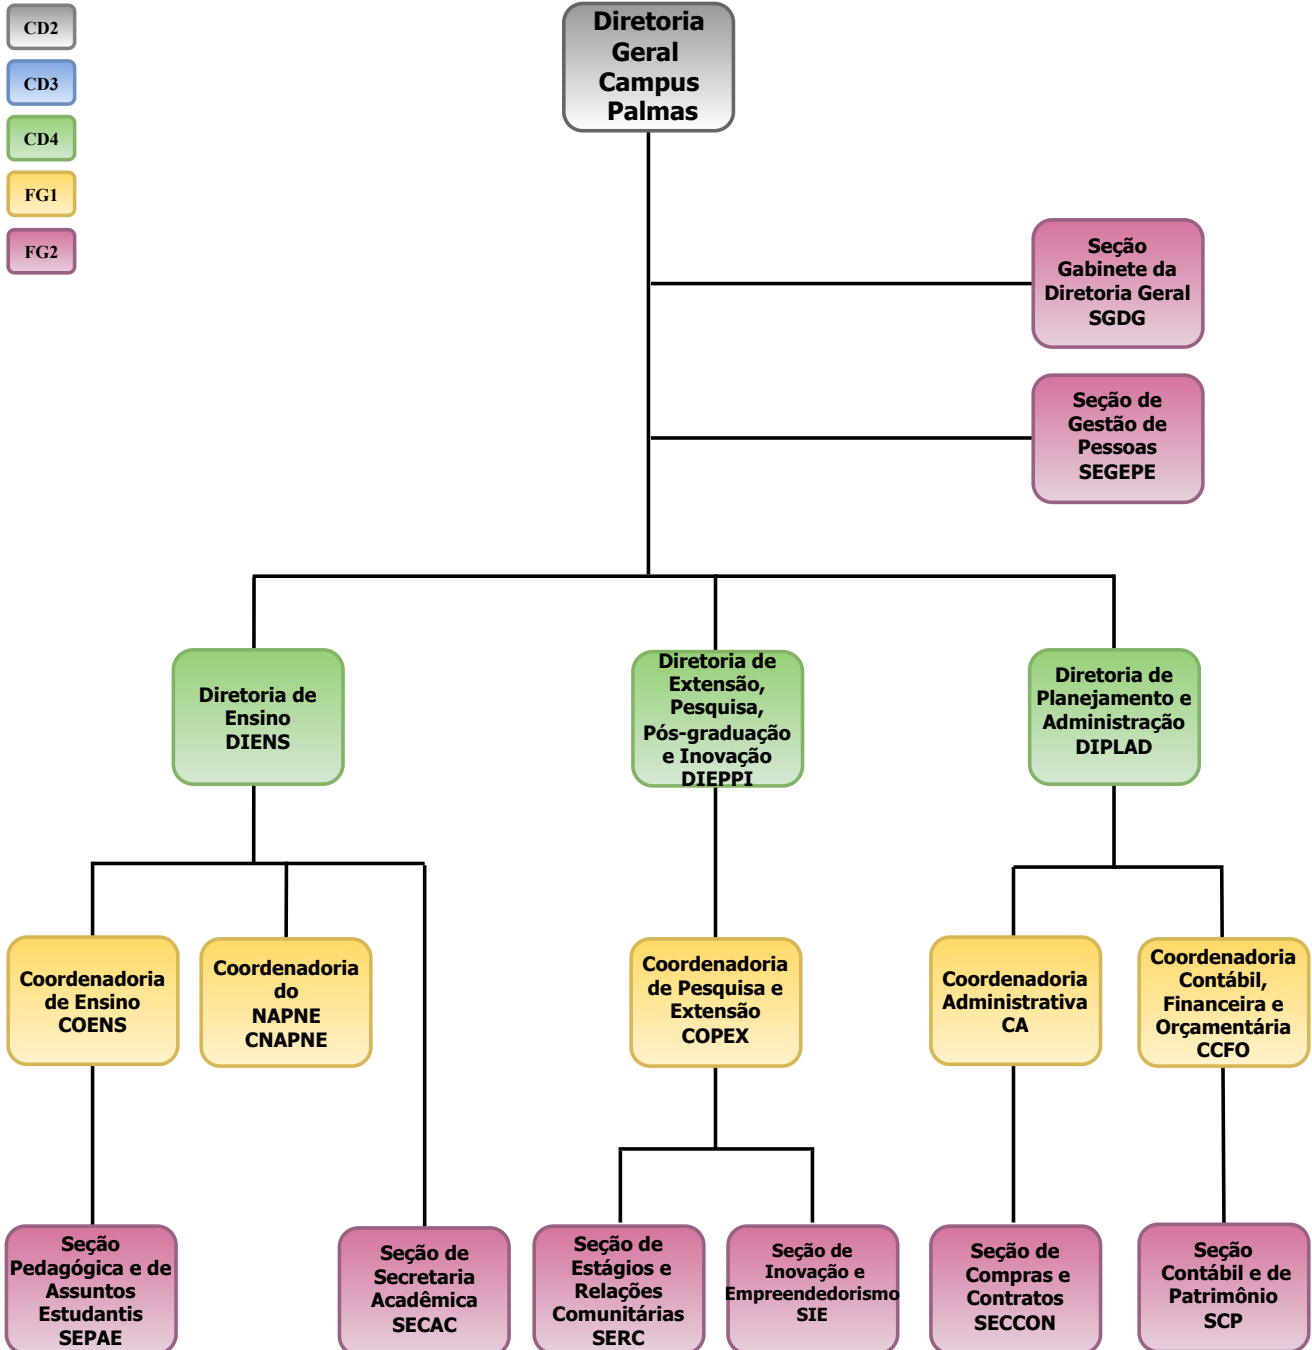 CD2
CD3
CD4
FG1
FG2
Diretoria
Geral
Campus
Palmas
Seção
Gabinete da
Diretoria Geral
SGDG
Seção de
Gestão de
Pessoas
SEGEPE
Diretoria de
Ensino
DIENS
Diretoria de
Extensão,
Pesquisa,
Pós-graduação
e Inovação
DIEPPI
Diretoria de
Planejamento e
Administração
DIPLAD
Coordenadoria
de Ensino
COENS
Coordenadoria
do
NAPNE
CNAPNE
Coordenadoria
de Pesquisa e
Extensão
COPEX
Coordenadoria
Administrativa
CA
Coordenadoria
Contábil,
Financeira e
Orçamentária
CCFO
Seção
Pedagógica e de
Assuntos
Estudantis
SEPAE
Seção de
Secretaria
Acadêmica
SECAC
Seção de
Estágios e
Relações
Comunitárias
SERC
Seção de
Inovação e
Empreendedorismo
SIE
Seção de
Compras e
Contratos
SECCON
Seção
Contábil e de
Patrimônio
SCP